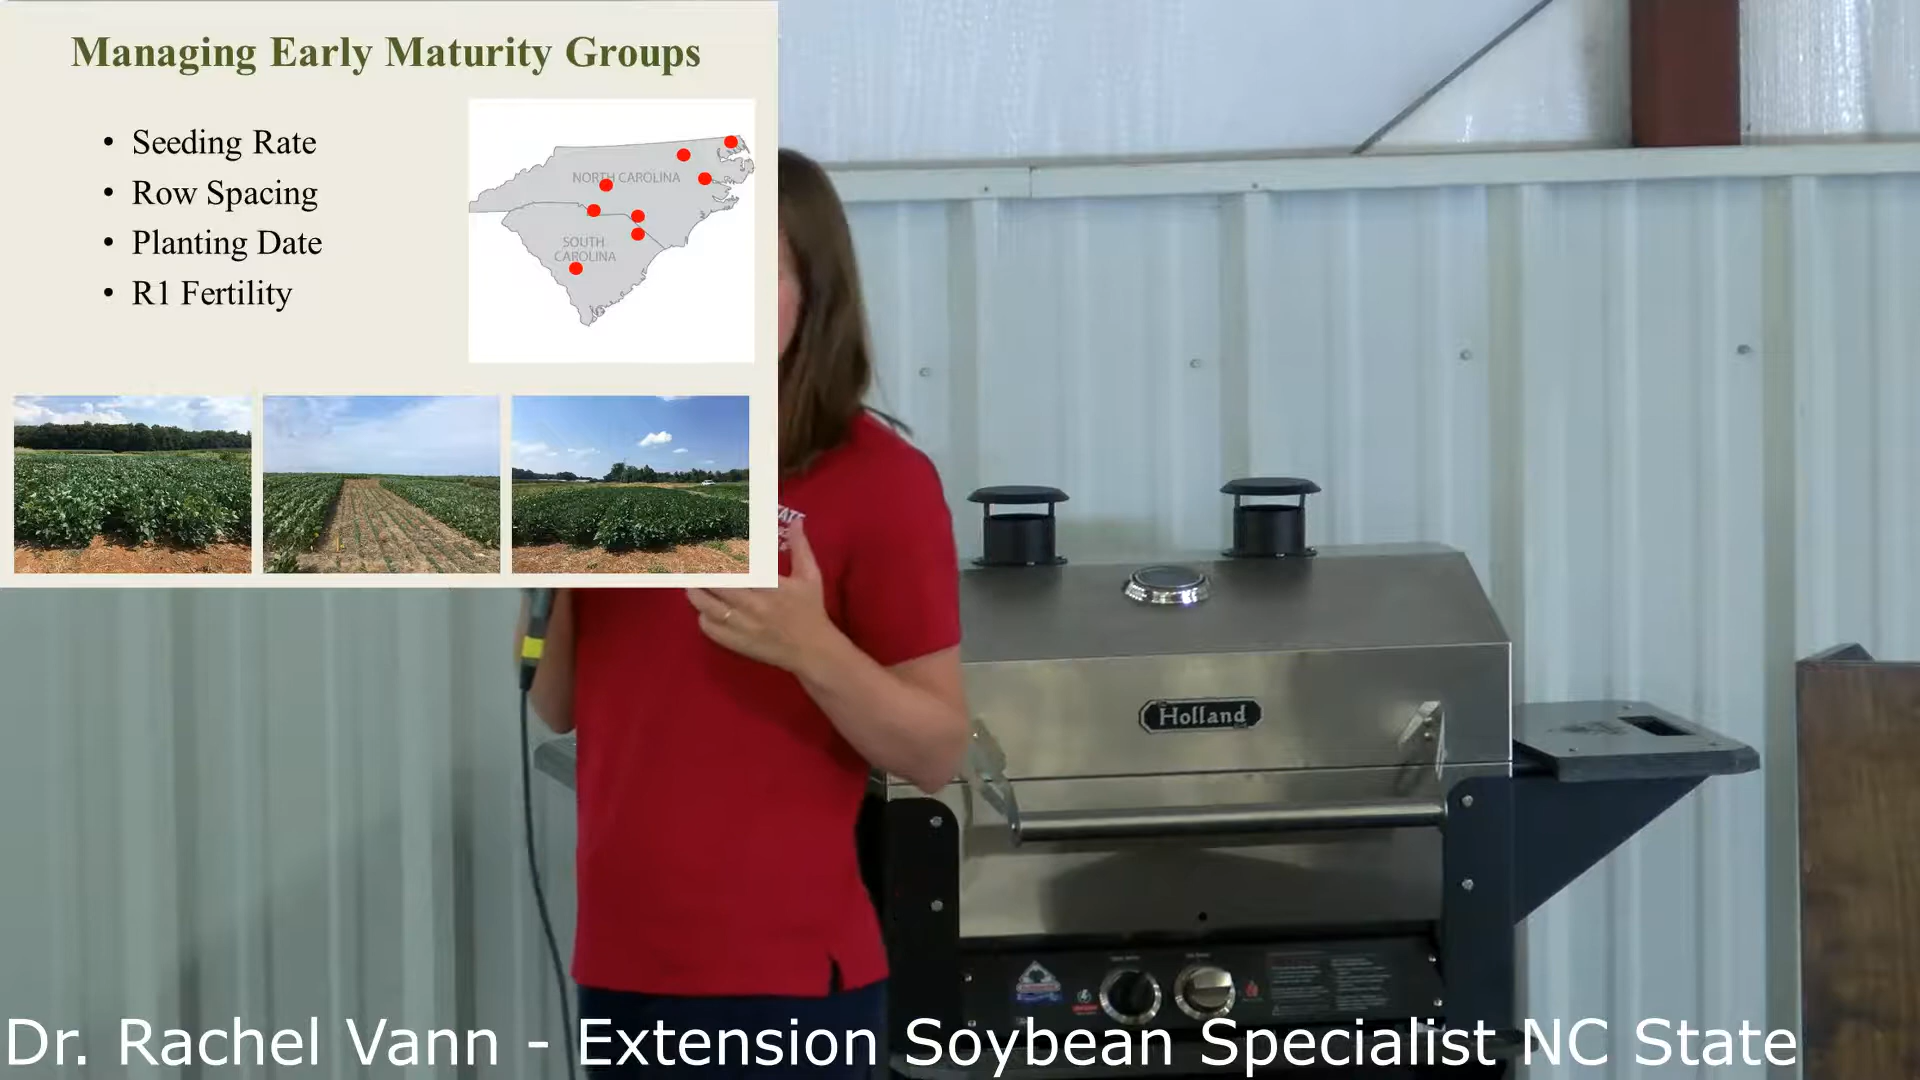 Managing Early Maturity Groups
• Seeding Rate
• Row Spacing
• Planting Date
• R1 Fertility
NORTH CAROLINA
SOUTH
CAROLINA
Holland
Dr. Rachel Vann - Extension Soybean Specialist NC State